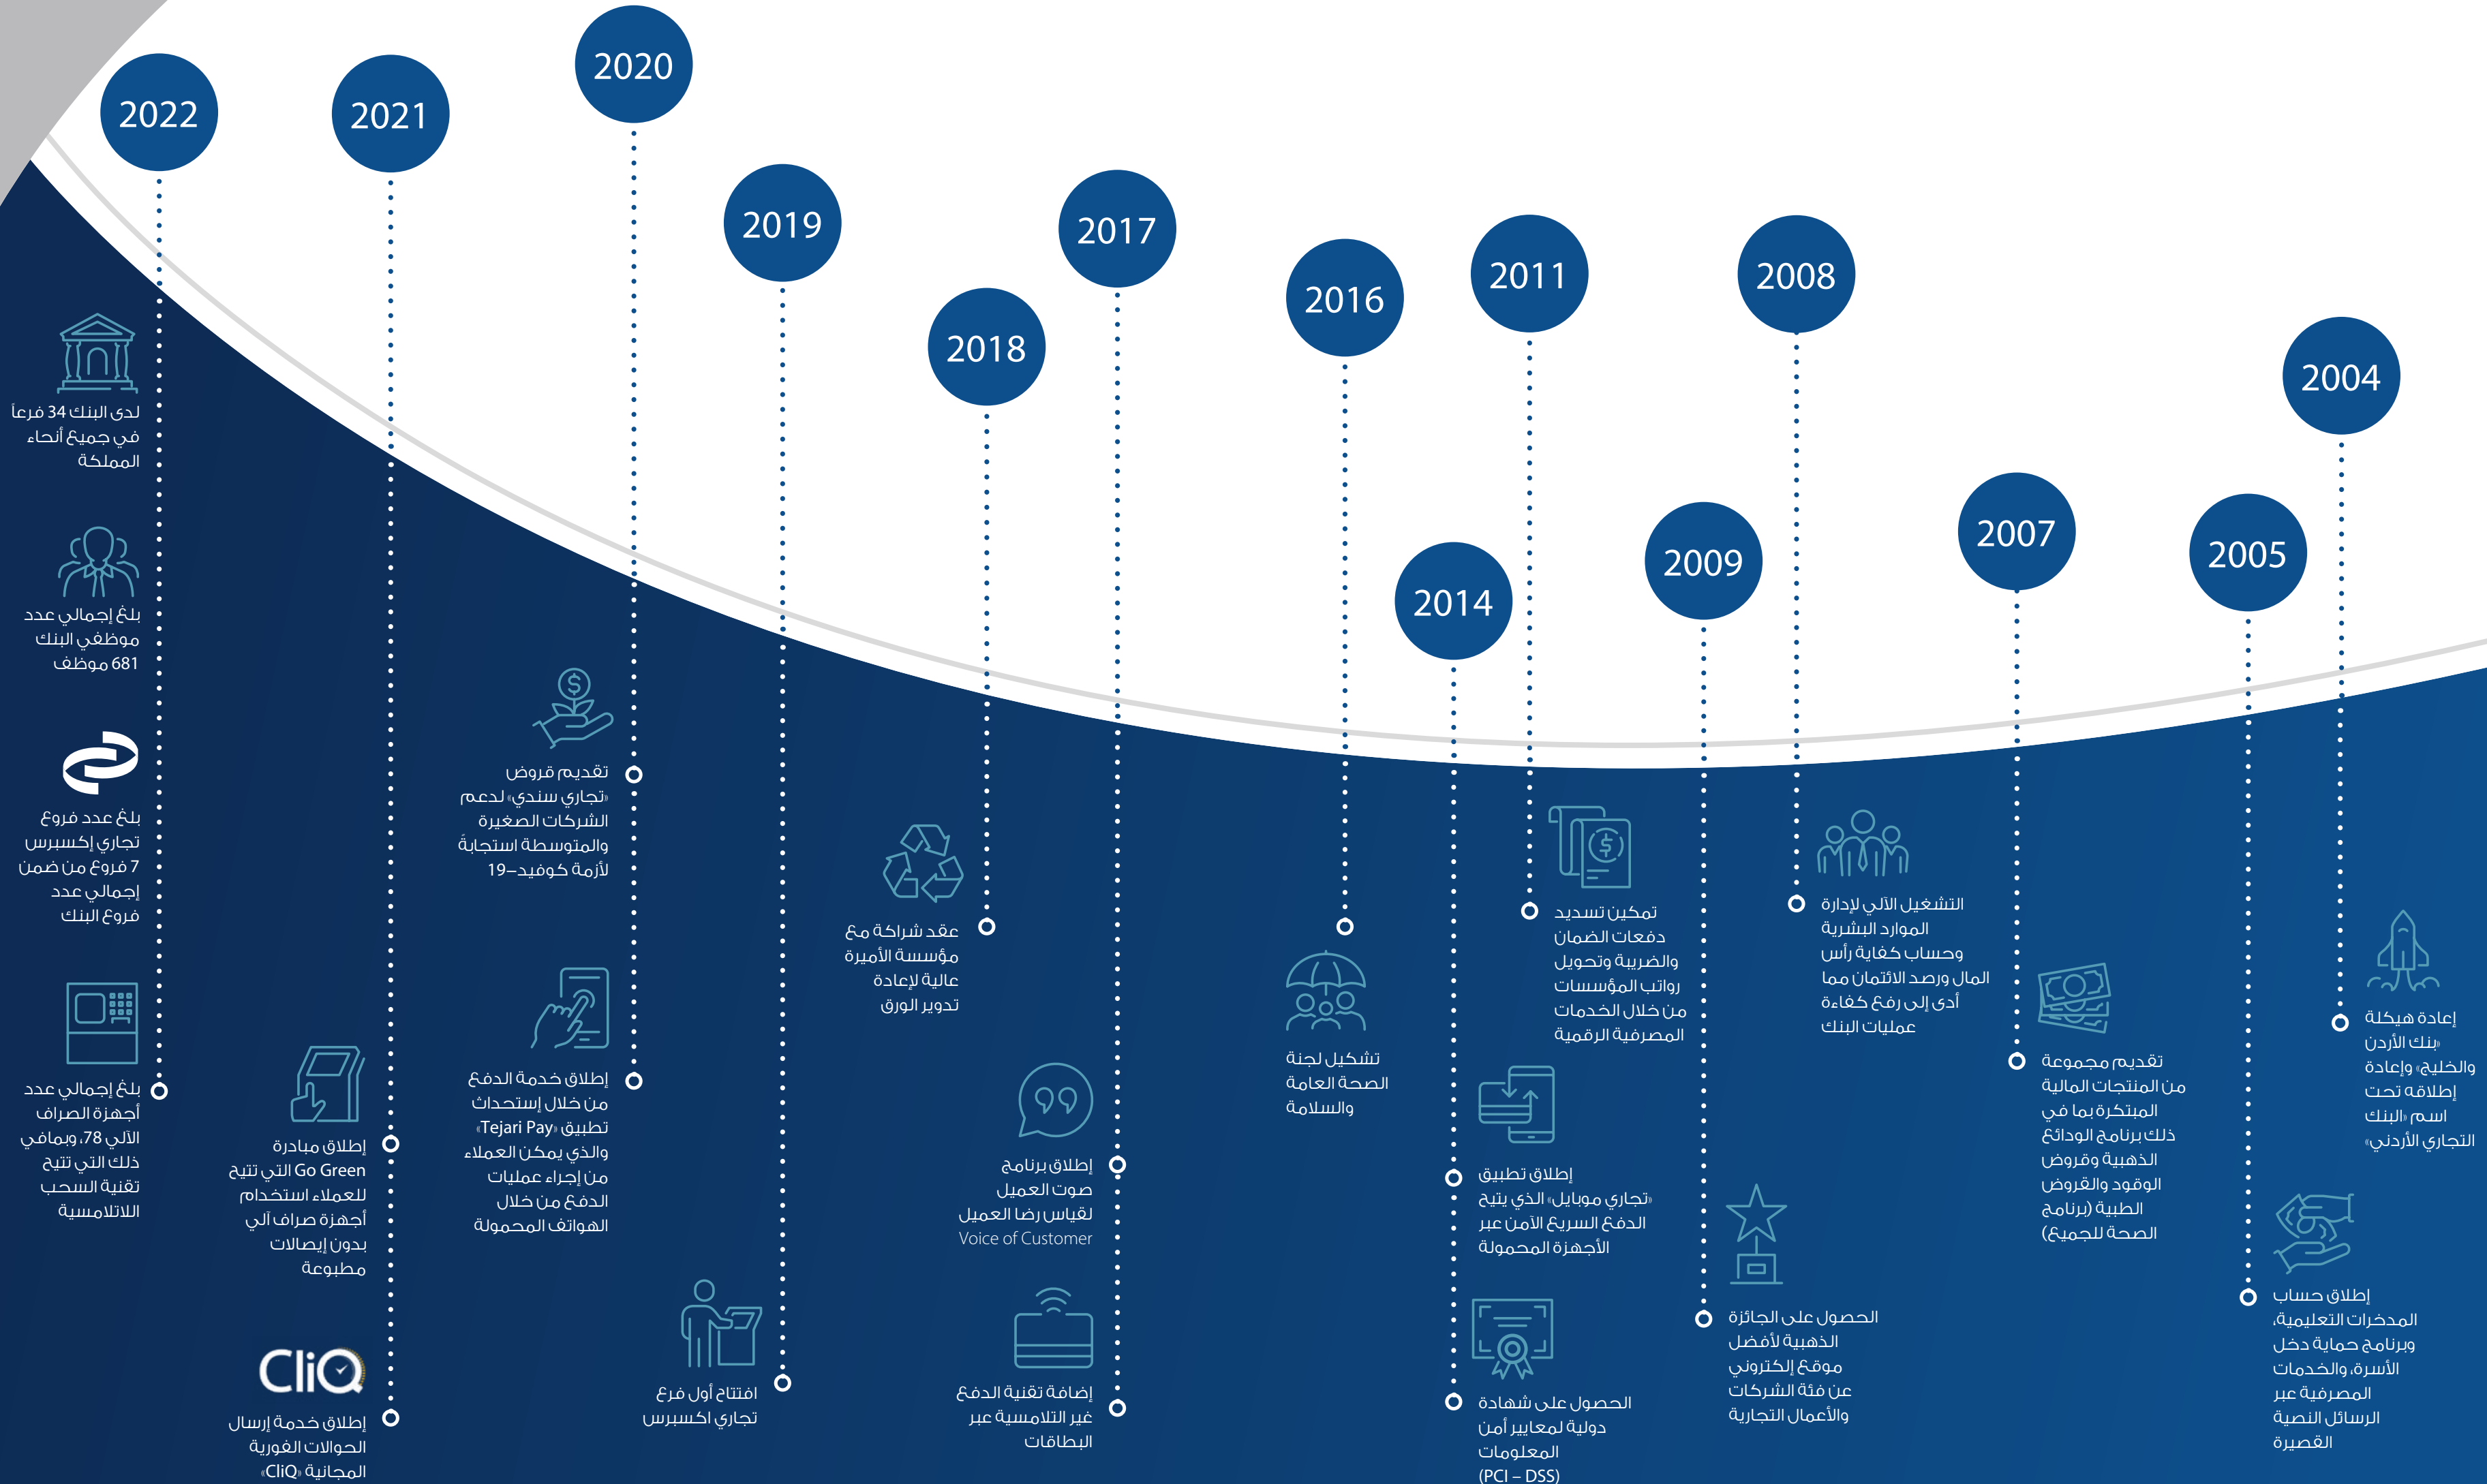 2004
إعادة هيكلة
«بنك الأردن
والخليج» وإعادة
إطلاقه تحت
اسم «البنك
التجاري الأردني»
2005
إطلاق حساب
المدخرات التعليمية،
وبرنامج حماية دخل
الأسرة، والخدمات
المصرفية عبر
الرسائل النصية
القصيرة
2007
تقديم مجموعة
من المنتجات المالية
المبتكرة بما في
ذلك برنامج الودائع
الذهبية وقروض
الوقود والقروض
الطبية (برنامج
الصحة للجميع)
2008
التشغيل الآلي لإدارة
الموارد البشرية
وحساب كفاية رأس
المال ورصد الائتمان مما
أدى إلى رفع كفاءة
عمليات البنك
2009
الحصول على الجائزة
الذهبية لأفضل
موقع إلكتروني
عن فئة الشركات
والأعمال التجارية
2011
تمكين تسديد
دفعات الضمان
والضريبة وتحويل
رواتب المؤسسات
من خلال الخدمات
المصرفية الرقمية
2014
إطلاق تطبيق
«تجاري موبايل» الذي يتيح
الدفع السريع الآمن عبر
الأجهزة المحمولة
الحصول على شهادة
دولية لمعايير أمن
المعلومات
(PCI – DSS)
2016
تشكيل لجنة
الصحة العامة
والسلامة
2017
إطلاق برنامج
صوت العميل
لقياس رضا العميل
Voice of Customer
إضافة تقنية الدفع
غير التلامسية عبر
البطاقات
2018
عقد شراكة مع
مؤسسة الأميرة
عالية لإعادة
تدوير الورق
2019
افتتاح أول فرع
تجاري اكسبرس
2020
تقديم قروض
«تجاري سندي» لدعم
الشركات الصغيرة
والمتوسطة استجابةً
لأزمة كوفيد–19
إطلاق خدمة الدفع
من خلال إستحداث
تطبيق «Tejari Pay»
والذي يمكن العملاء
من إجراء عمليات
الدفع من خلال
الهواتف المحمولة
2021
إطلاق مبادرة
Go Green التي تتيح
للعملاء استخدام
أجهزة صراف آلي
بدون إيصالات
مطبوعة
CliQ
إطلاق خدمة إرسال
الحوالات الفورية
المجانية «CliQ»
2022
لدى البنك 34 فرعاً
في جميع أنحاء
المملكة
بلغ إجمالي عدد
موظفي البنك
681 موظف
بلغ عدد فروع
تجاري إكسبرس
7 فروع من ضمن
إجمالي عدد
فروع البنك
بلغ إجمالي عدد
أجهزة الصراف
الآلي 78، وبمافي
ذلك التي تتيح
تقنية السحب
اللاتلامسية